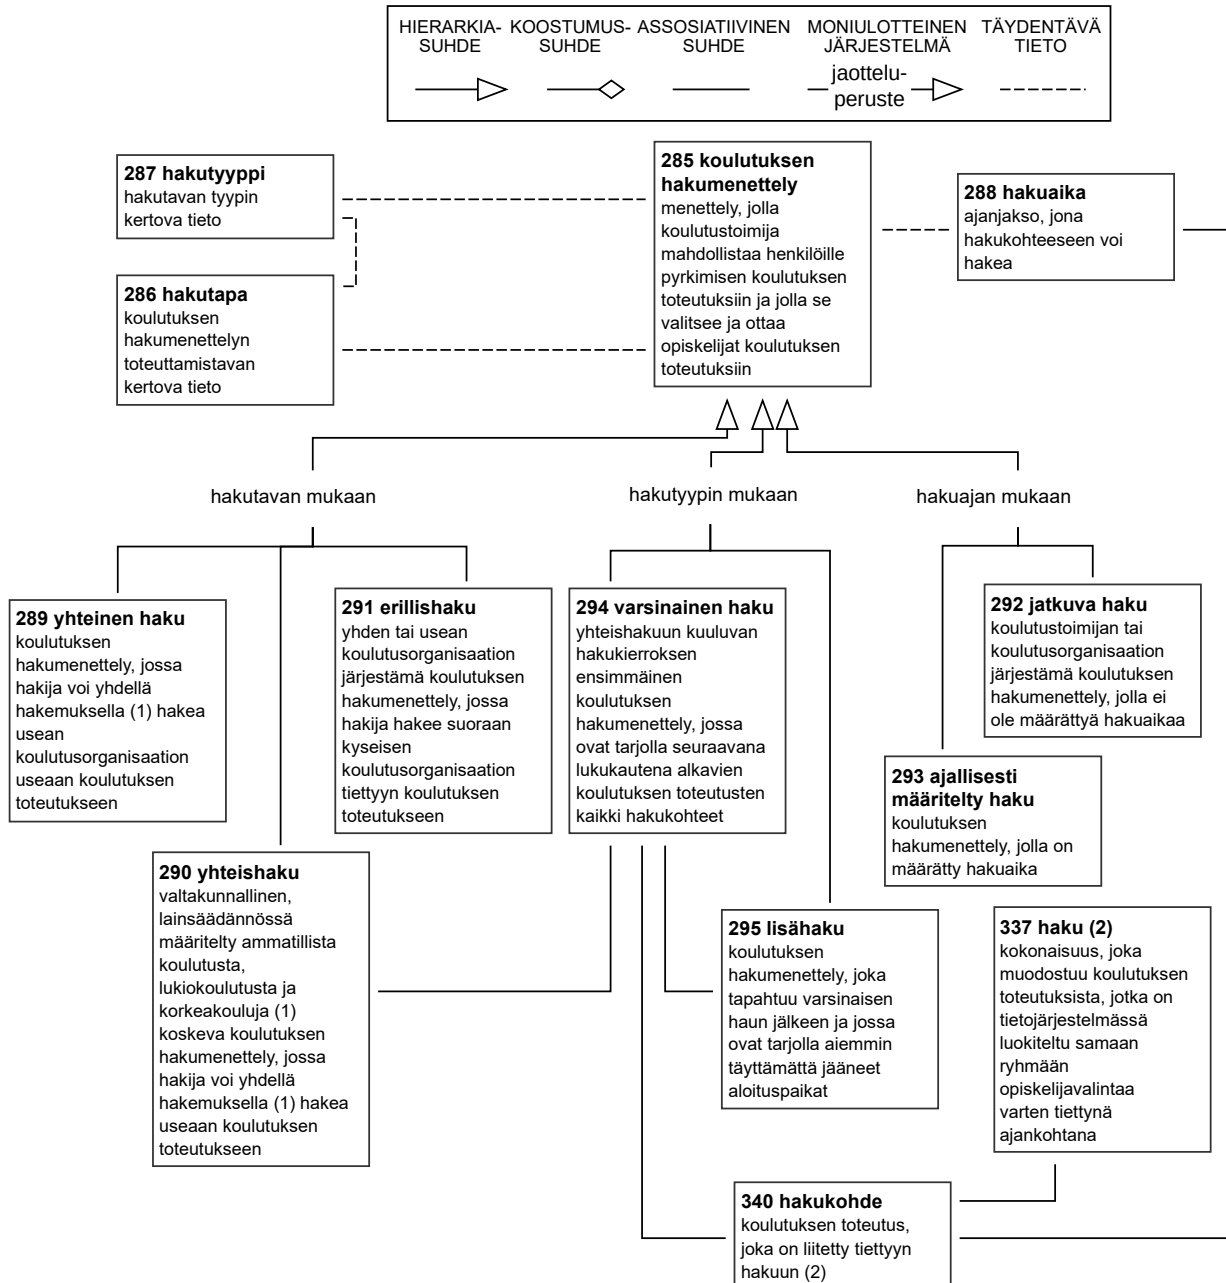 HIERARKIA-
SUHDE
KOOSTUMUS-
SUHDE
ASSOSIATIIVINEN
SUHDE
MONIULOTTEINEN
JÄRJESTELMÄ
jaottelu-
peruste
TÄYDENTÄVÄ
TIETO
287 hakutyyppi
hakutavan tyypin
kertova tieto
285 koulutuksen
hakumenettely
menettely, jolla
koulutustoimija
mahdollistaa henkilöille
pyrkimisen koulutuksen
toteutuksiin ja jolla se
valitsee ja ottaa
opiskelijat koulutuksen
toteutuksiin
288 hakuaika
ajanjakso, jona
hakukohteeseen voi
hakea
286 hakutapa
koulutuksen
hakumenettelyn
toteuttamistavan
kertova tieto
hakutavan mukaan
hakutyypin mukaan
hakuajan mukaan
289 yhteinen haku
koulutuksen
hakumenettely, jossa
hakija voi yhdellä
hakemuksella (1) hakea
usean
koulutusorganisaation
useaan koulutuksen
toteutukseen
291 erillishaku
yhden tai usean
koulutusorganisaation
järjestämä koulutuksen
hakumenettely, jossa
hakija hakee suoraan
kyseisen
koulutusorganisaation
tiettyyn koulutuksen
toteutukseen
294 varsinainen haku
yhteishakuun kuuluvan
hakukierroksen
ensimmäinen
koulutuksen
hakumenettely, jossa
ovat tarjolla seuraavana
lukukautena alkavien
koulutuksen toteutusten
kaikki hakukohteet
292 jatkuva haku
koulutustoimijan tai
koulutusorganisaation
järjestämä koulutuksen
hakumenettely, jolla ei
ole määrättyä hakuaikaa
293 ajallisesti
määritelty haku
koulutuksen
hakumenettely, jolla on
määrätty hakuaika
290 yhteishaku
valtakunnallinen,
lainsäädännössä
määritelty ammatillista
koulutusta,
lukiokoulutusta ja
korkeakouluja (1)
koskeva koulutuksen
hakumenettely, jossa
hakija voi yhdellä
hakemuksella (1) hakea
useaan koulutuksen
toteutukseen
295 lisähaku
koulutuksen
hakumenettely, joka
tapahtuu varsinaisen
haun jälkeen ja jossa
ovat tarjolla aiemmin
täyttämättä jääneet
aloituspaikat
337 haku (2)
kokonaisuus, joka
muodostuu koulutuksen
toteutuksista, jotka on
tietojärjestelmässä
luokiteltu samaan
ryhmään
opiskelijavalintaa
varten tiettynä
ajankohtana
340 hakukohde
koulutuksen toteutus,
joka on liitetty tiettyyn
hakuun (2)